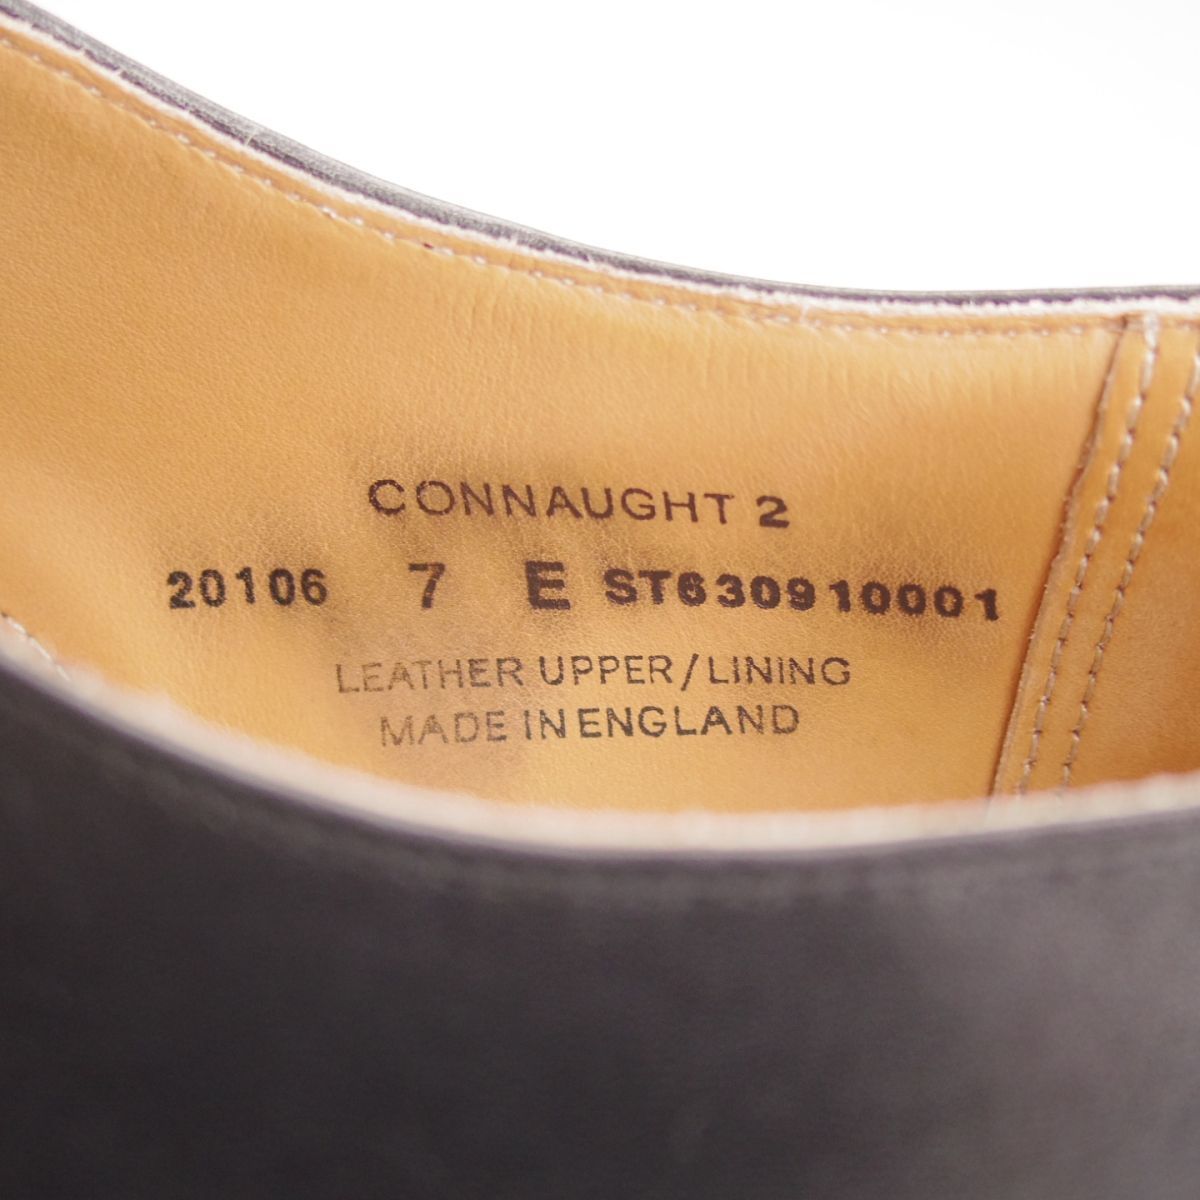 CONNAUGHT 2
20106 7 E ST630910001
LEATHER UPPER/LINING
MADE IN ENGLAND